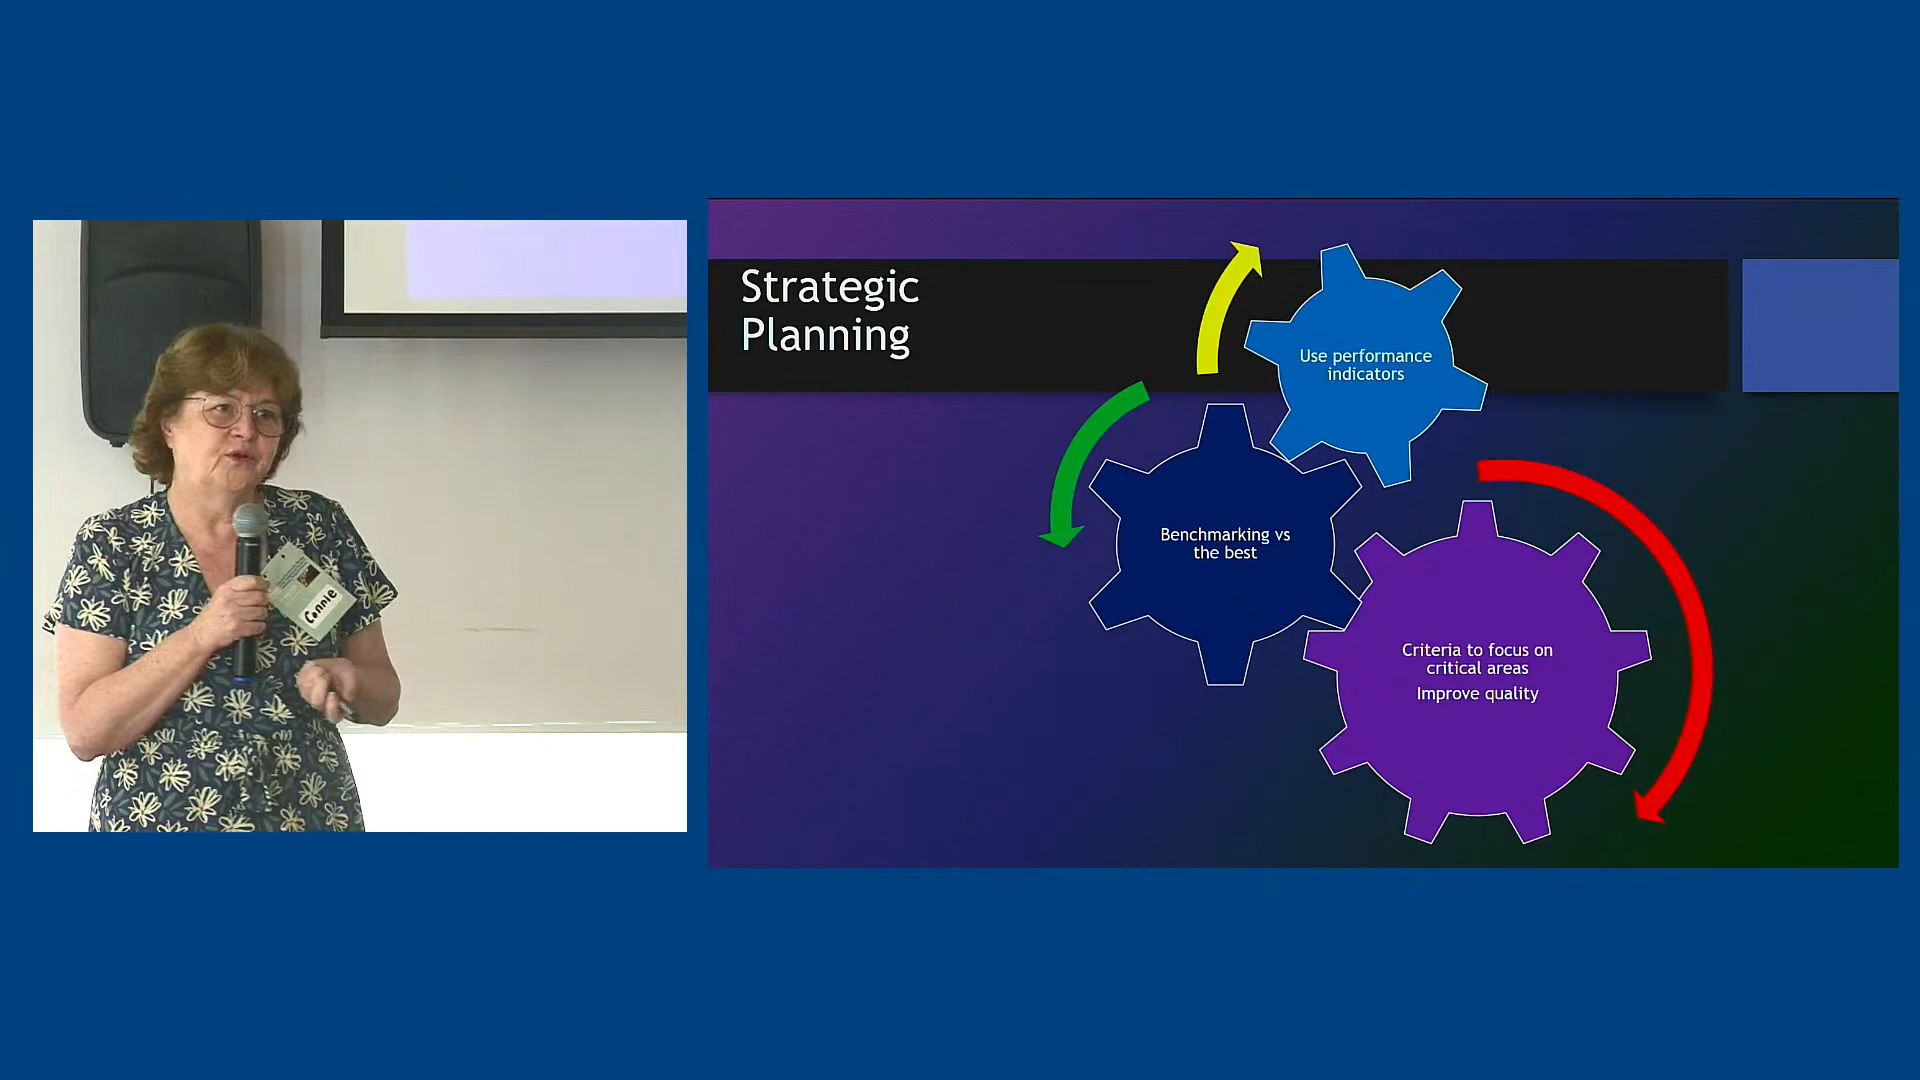 Connie
Strategic
Planning
Use performance
indicators
Benchmarking vs
the best
Criteria to focus on
critical areas
Improve quality